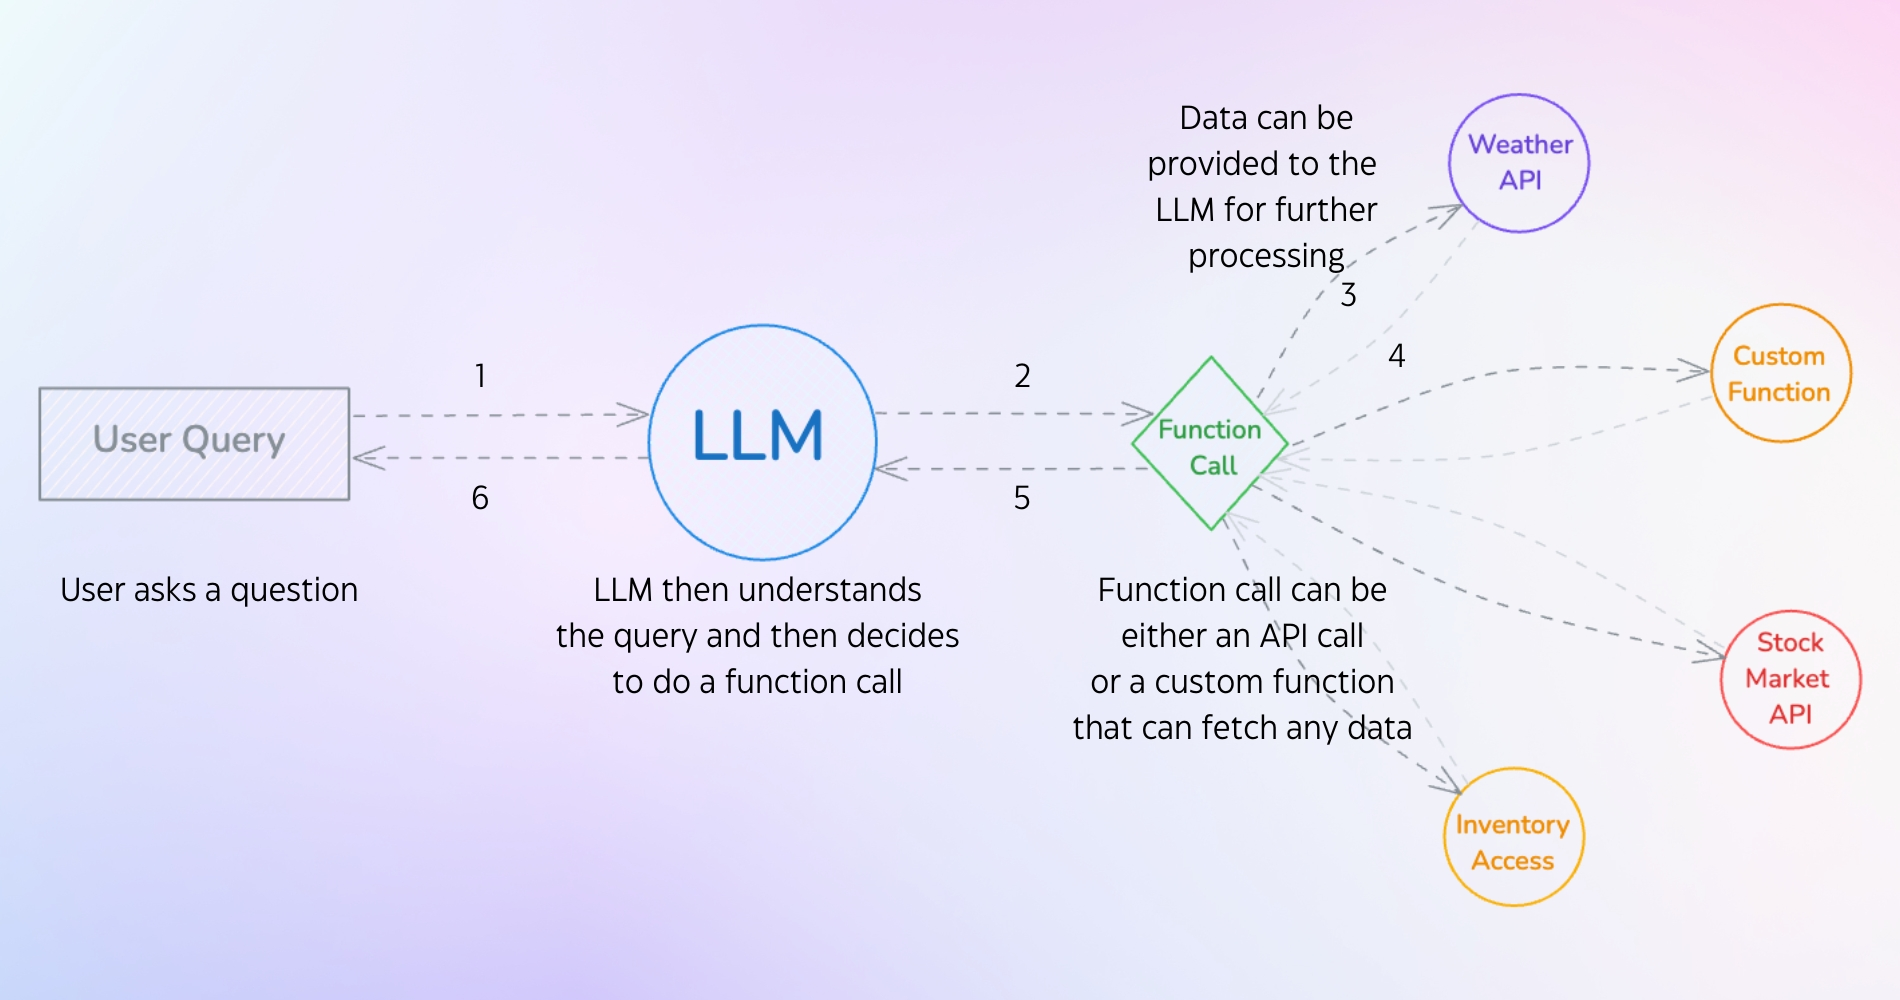 Data can be
provided to the
LLM for further
processing
Weather
API
3
4
Custom
Function
1
2
User Query
LLM
Function
Call
6
5
User asks a question
LLM then understands
the query and then decides
to do a function call
Function call can be
either an API call
or a custom function
that can fetch any data
Stock
Market
API
Inventory
Access